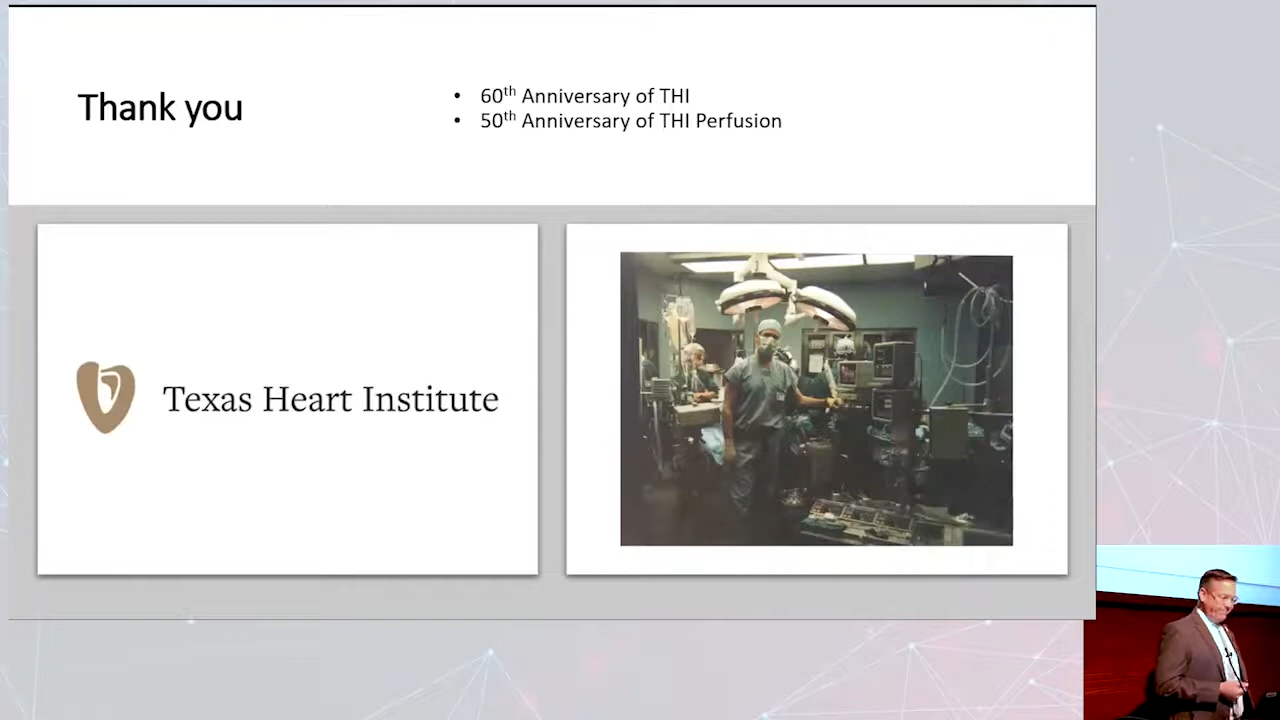 Thank you
• 60th Anniversary of THI
• 50th Anniversary of THI Perfusion
Texas Heart Institute